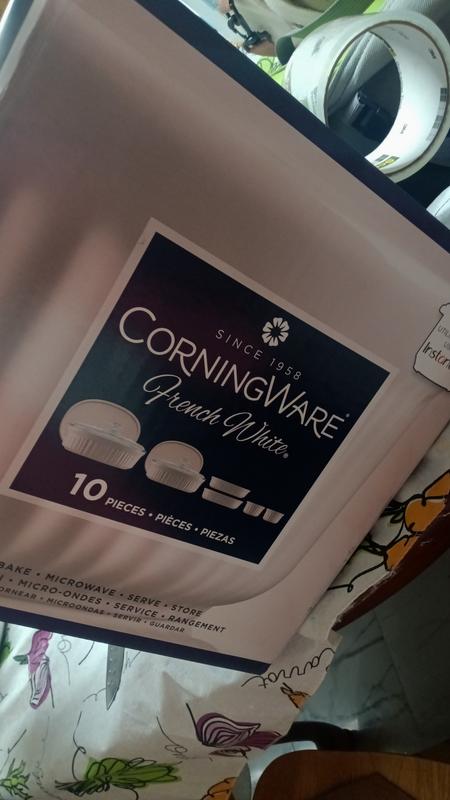 SINCE 1958
CORNINGWARE®
French White®
10 PIECES • PIÈCES • PIEZAS
BAKE • MICROWAVE • SERVE • STORE
MICRO-ONDES • SERVICE • RANGEMENT
MICROONDAS • SERVIR • GUARDAR
carrot